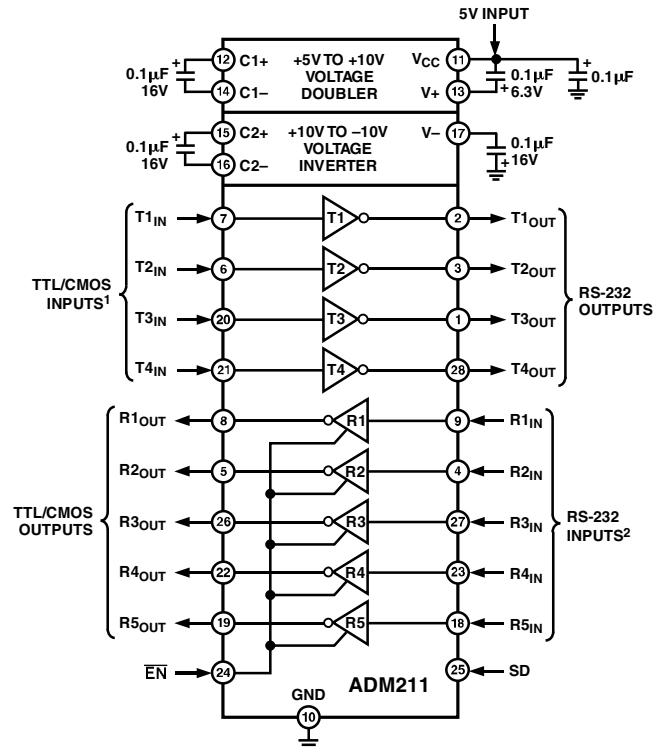 5V INPUT
0.1µF
16V
12
C1+
14
C1–
+5V TO +10V
VOLTAGE
DOUBLER
VCC
11
V+
13
0.1µF
6.3V
0.1µF
0.1µF
16V
15
C2+
16
C2–
+10V TO –10V
VOLTAGE
INVERTER
V–
17
0.1µF
16V
T1IN 7 T1 2 T1OUT
T2IN 6 T2 3 T2OUT
T3IN 20 T3 1 T3OUT
T4IN 21 T4 28 T4OUT
TTL/CMOS
INPUTS1
RS-232
OUTPUTS
R1OUT 8 R1 9 R1IN
R2OUT 5 R2 4 R2IN
R3OUT 26 R3 27 R3IN
R4OUT 22 R4 23 R4IN
R5OUT 19 R5 18 R5IN
TTL/CMOS
OUTPUTS
RS-232
INPUTS2
EN 24
25 SD
ADM211
GND
10